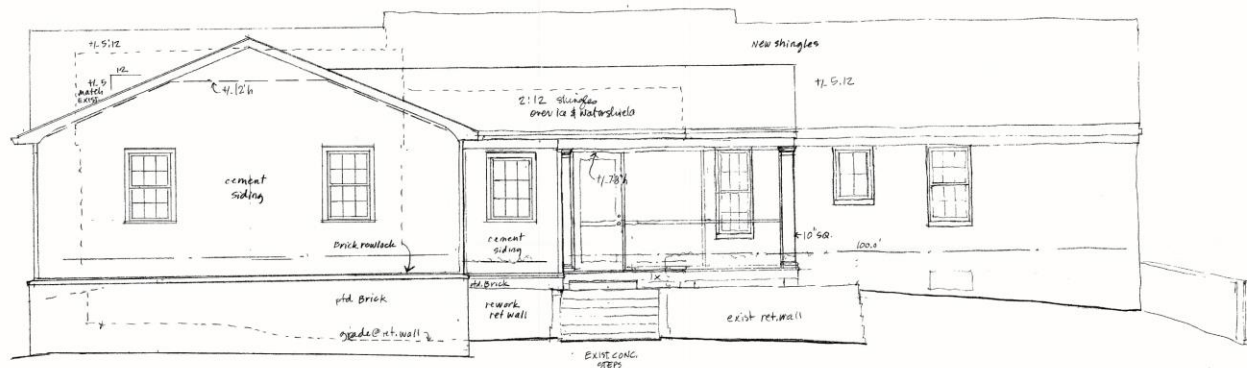 +/- 5:12
New shingles
12
+/- 5
match
EXIST.
+/- 12'h
2:12 shingles
over Ice & Watershield
+/- 5:12
+/- 7'8"h
cement
siding
cement
siding
Brick rowlock
10" SQ.
100.0'
ptd. Brick
ptd. Brick
rework
ret wall
exist ret. wall
grade @ ret. wall
EXIST CONC.
STEPS